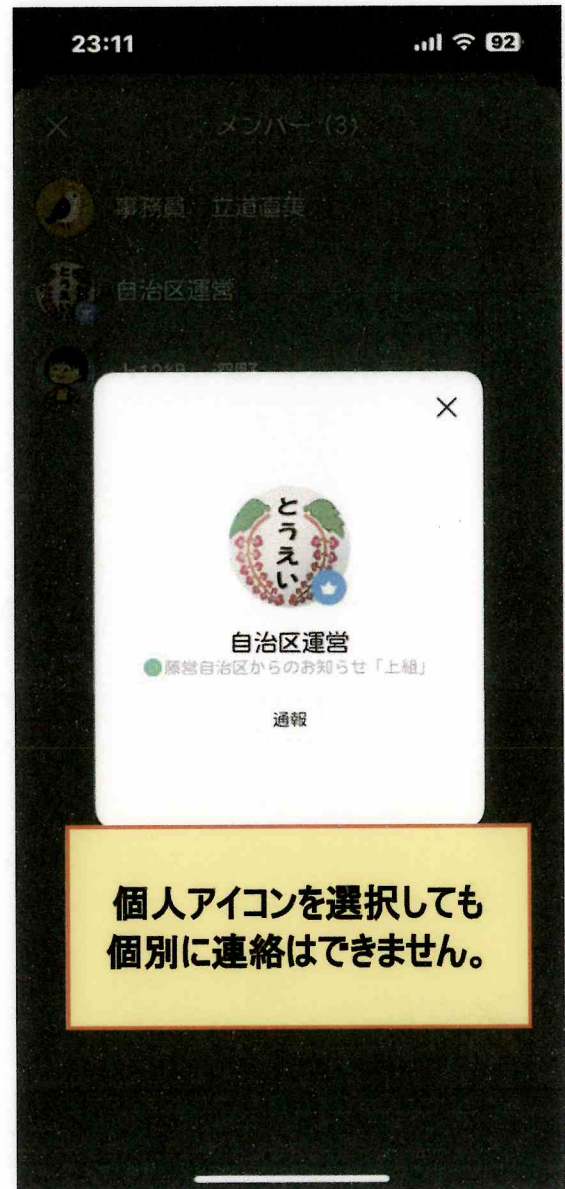 23:11
92
メンバー (3)
事務員 立道直美
自治区運営
とうえい
自治区運営
藤営自治区からのお知らせ「上組」
通報
個人アイコンを選択しても
個別に連絡はできません。